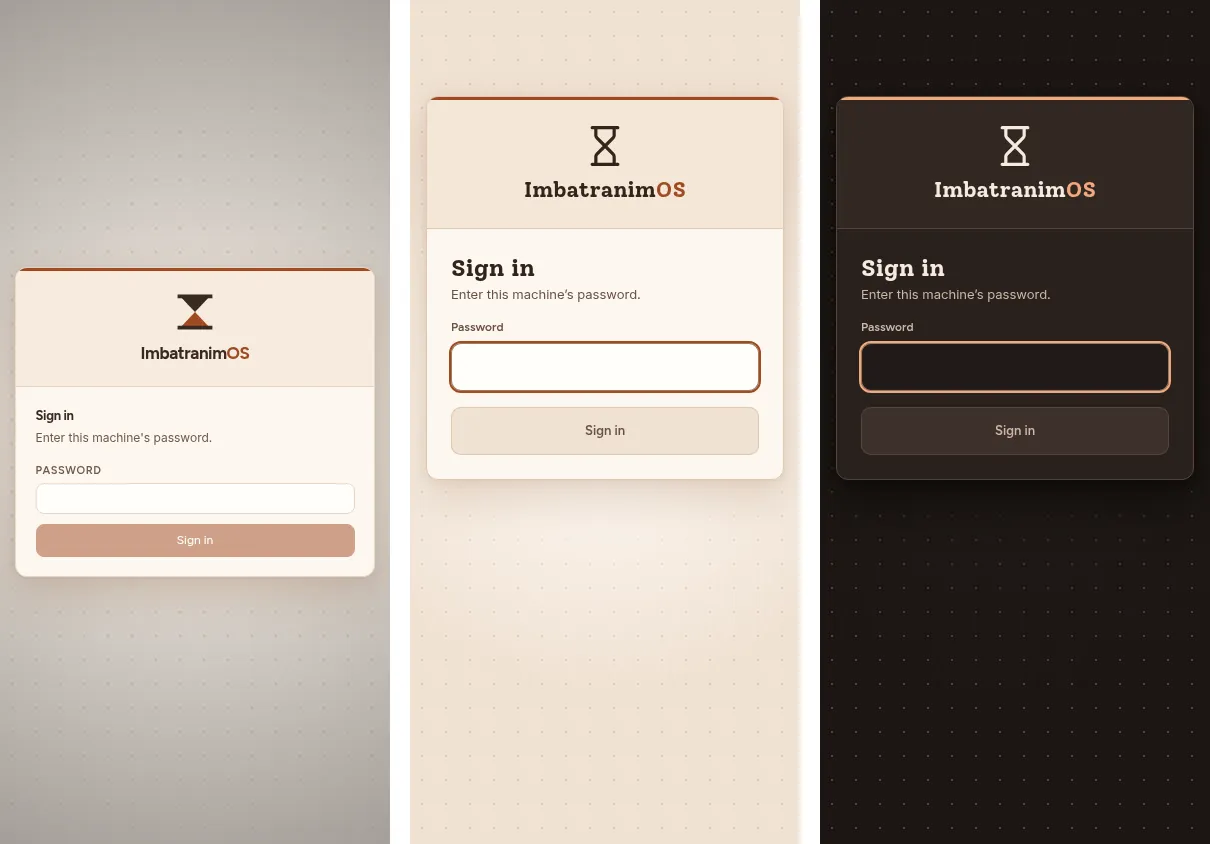 ImbatranimOS
Sign in
Enter this machine's password.
PASSWORD
Sign in
ImbatranimOS
Sign in
Enter this machine’s password.
Password
Sign in
ImbatranimOS
Sign in
Enter this machine’s password.
Password
Sign in